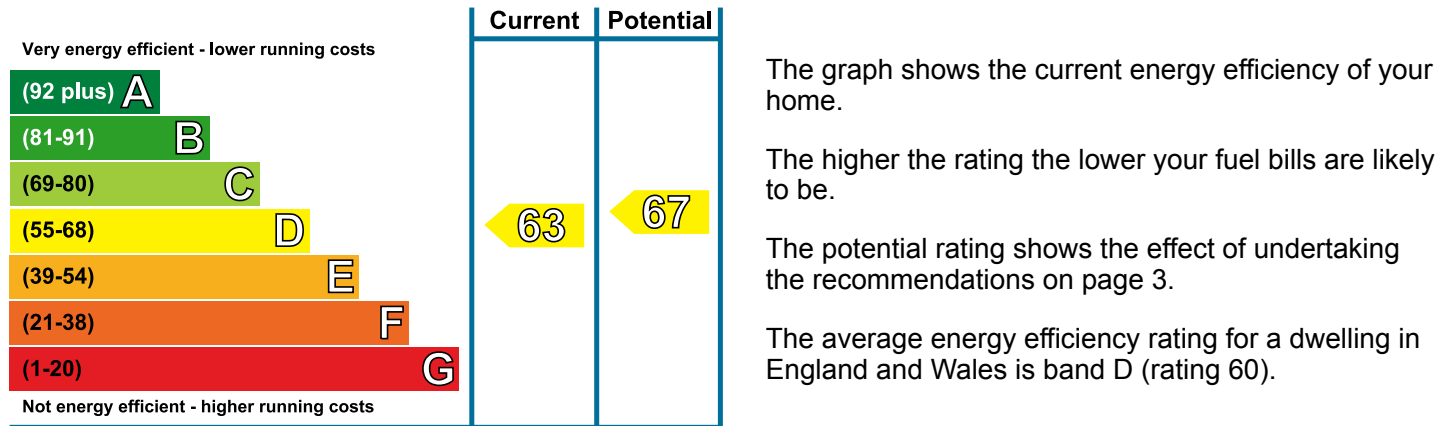 Current Potential
Very energy efficient - lower running costs
(92 plus) A
(81-91) B
(69-80) C
(55-68) D
(39-54) E
(21-38) F
(1-20) G
Not energy efficient - higher running costs
63
67
The graph shows the current energy efficiency of your
home.
The higher the rating the lower your fuel bills are likely
to be.
The potential rating shows the effect of undertaking
the recommendations on page 3.
The average energy efficiency rating for a dwelling in
England and Wales is band D (rating 60).